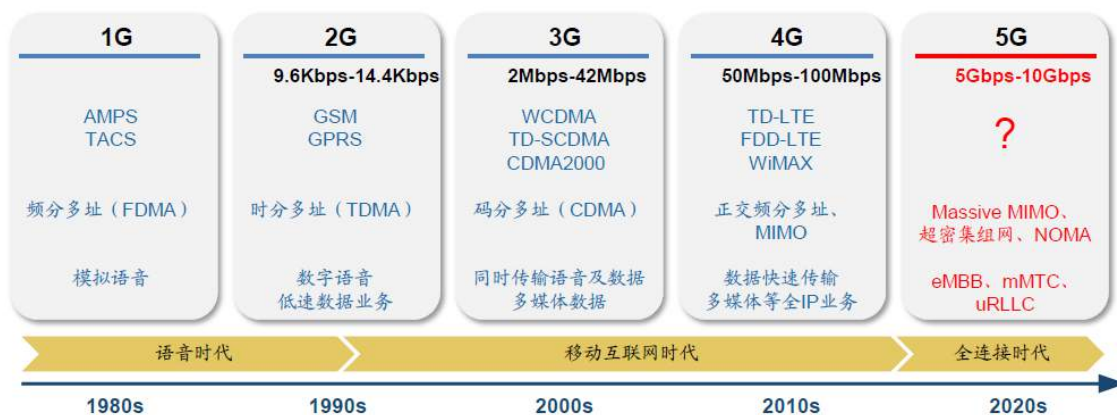 1G
AMPS
TACS
频分多址（FDMA）
模拟语音
2G
9.6Kbps-14.4Kbps
GSM
GPRS
时分多址（TDMA）
数字语音
低速数据业务
3G
2Mbps-42Mbps
WCDMA
TD-SCDMA
CDMA2000
码分多址（CDMA）
同时传输语音及数据
多媒体数据
4G
50Mbps-100Mbps
TD-LTE
FDD-LTE
WiMAX
正交频分多址、
MIMO
数据快速传输
多媒体等全IP业务
5G
5Gbps-10Gbps
?
Massive MIMO、
超密集组网、NOMA
eMBB、mMTC、
uRLLC
语音时代
移动互联网时代
全连接时代
1980s
1990s
2000s
2010s
2020s